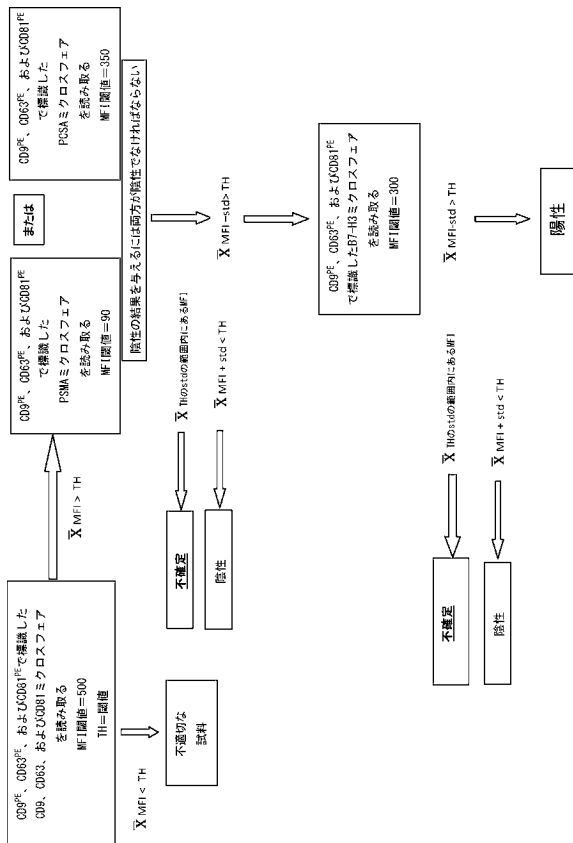 CD9PE、CD63PE、およびCD81PEで標識した
CD9、CD63、およびCD81ミクロスフェア
を読み取る
MFI閾値=500
TH=閾値
X̅ MFI < TH
不適切な
試料
X̅ MFI > TH
CD9PE、CD63PE、およびCD81PE
で標識した
PSMAミクロスフェア
を読み取る
MFI閾値=90
または
CD9PE、CD63PE、およびCD81PE
で標識した
PCSAミクロスフェア
を読み取る
MFI閾値=350
陰性の結果を与えるには両方が陰性でなければならない
X̅ THのstdの範囲内にあるMFI
不確定
X̅ MFI + std < TH
陰性
X̅ MFI –std> TH
CD9PE、CD63PE、およびCD81PE
で標識したB7-H3ミクロスフェア
を読み取る
MFI閾値=300
X̅ THのstdの範囲内にあるMFI
不確定
X̅ MFI + std < TH
陰性
X̅ MFI-std > TH
陽性